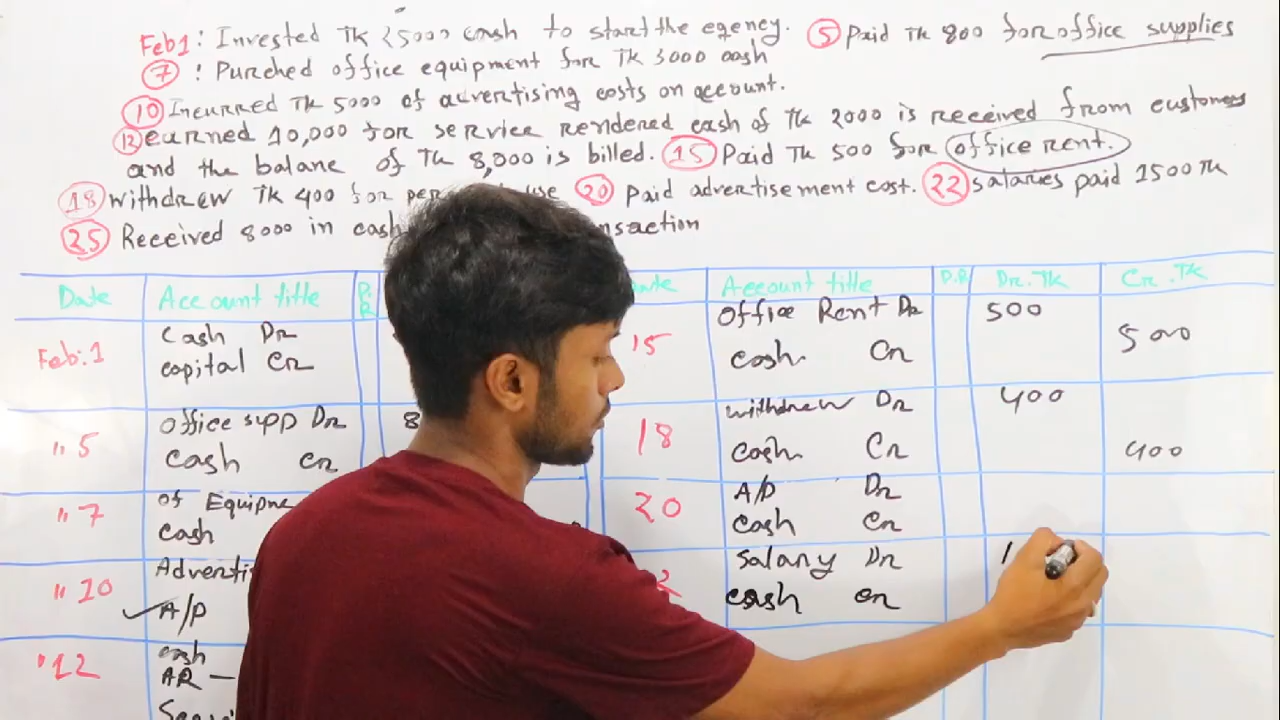 Feb1: Invested TK 25000 cash to start the egency. 5 Paid TK 800 for office supplies
7 : Purched office equipment for TK 3000 cash
10 Incurred TK 5000 of advertising costs on account.
12 earned 10,000 for service rendered cash of TK 2000 is received from customers
and the balane of TK 8,000 is billed. 15 Paid TK 500 for office rent.
18 withdrew TK 400 for use 20 paid advertisement cost. 22 salaries paid 1500 TK
25 Received 8000 in cash
Date Account title P.R
Feb:1 Cash Dr
capital Cr
" 5 office supp Dr 8
cash cr
" 7 of Equipne
cash
" 10 Adverti
A/P
" 12 cash
AR —
Account title P.R Dr. TK Cr. TK
15 office Rent Dr 500
cash Cr 500
18 withdrew Dr 400
cash Cr 400
20 A/P Dr
cash Cr
salary Dr 1
cash cr